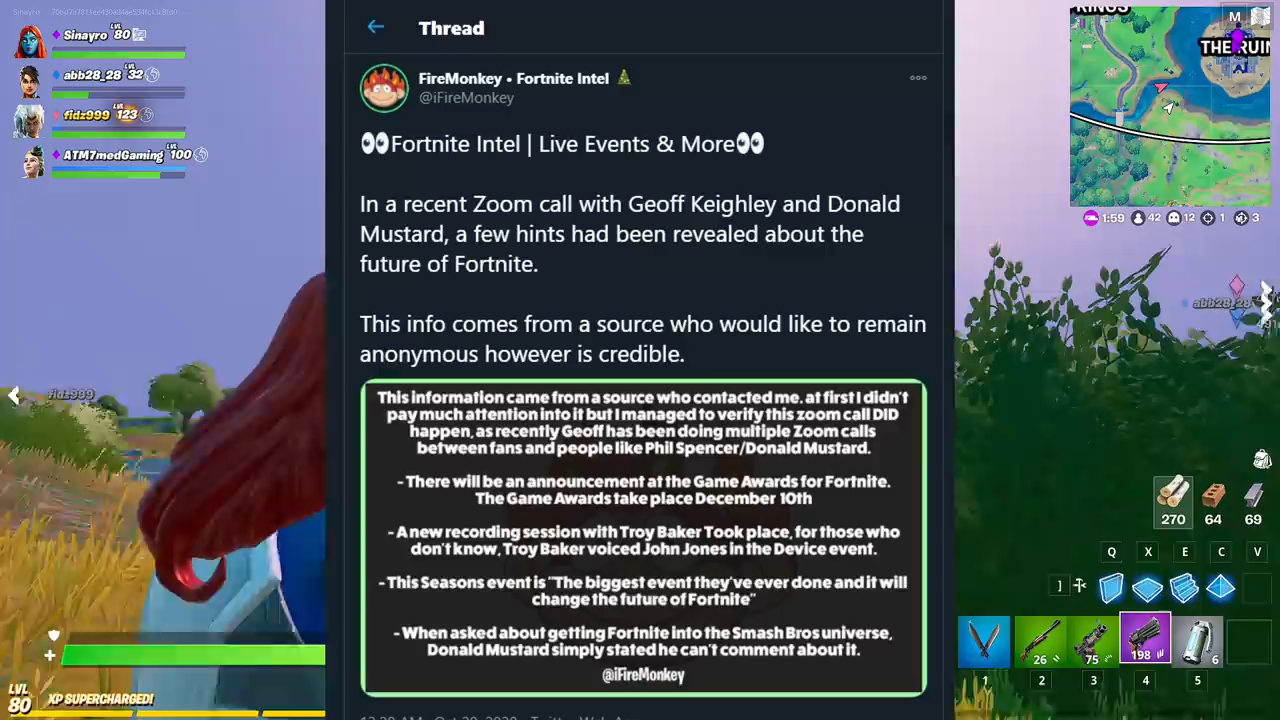 Sinayro
Sinayro LVL 80
abb28_28 LVL 32
fidz999 LVL 123
ATM7medGaming LVL 100
fidz999
LVL
80
XP SUPERCHARGED!
Thread
FireMonkey • Fortnite Intel 🎄
@iFireMonkey
👀Fortnite Intel | Live Events & More👀
In a recent Zoom call with Geoff Keighley and Donald
Mustard, a few hints had been revealed about the
future of Fortnite.
This info comes from a source who would like to remain
anonymous however is credible.
This information came from a source who contacted me. at first I didn't
pay much attention into it but I managed to verify this zoom call DID
happen, as recently Geoff has been doing multiple Zoom calls
between fans and people like Phil Spencer/Donald Mustard.
- There will be an announcement at the Game Awards for Fortnite.
The Game Awards take place December 10th
- A new recording session with Troy Baker Took place, for those who
don't know, Troy Baker voiced John Jones in the Device event.
- This Seasons event is "The biggest event they've ever done and it will
change the future of Fortnite"
- When asked about getting Fortnite into the Smash Bros universe,
Donald Mustard simply stated he can't comment about it.
@iFireMonkey
M
THE RUIN
1:59 42 12 1 3
abb28_28
270 64 69
Q X E C V
]
26 75 198 6
1 2 3 4 5